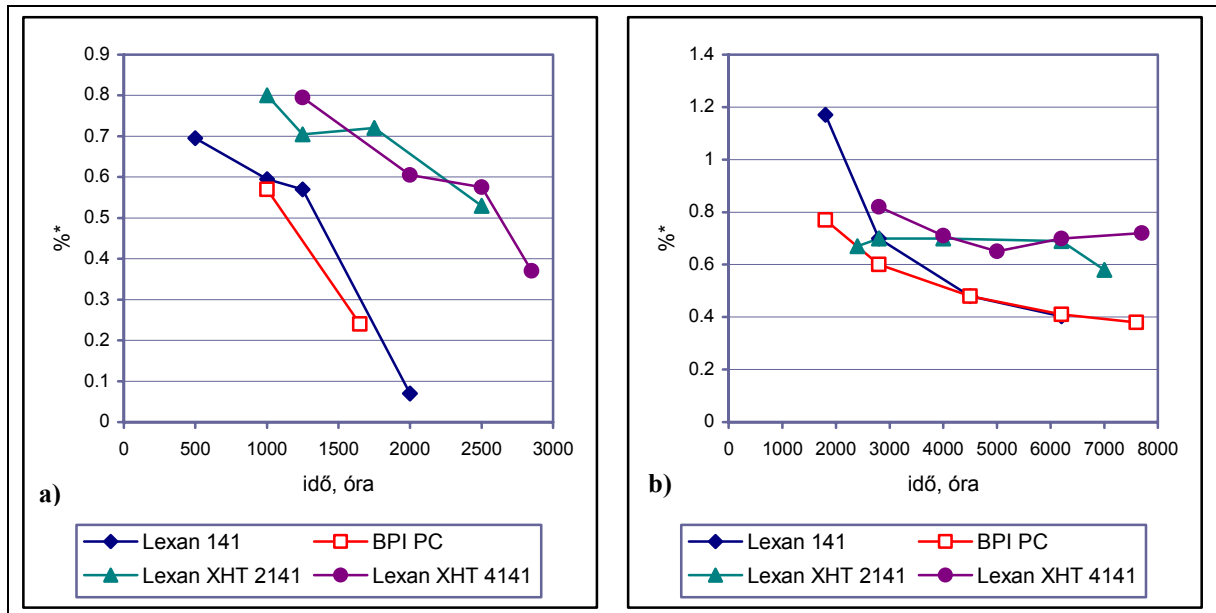 0.9
0.8
0.7
0.6
0.5
0.4
0.3
0.2
0.1
0
%*
0 500 1000 1500 2000 2500 3000
idő, óra
a)
Lexan 141 BPI PC
Lexan XHT 2141 Lexan XHT 4141
1.4
1.2
1
0.8
0.6
0.4
0.2
0
%*
0 1000 2000 3000 4000 5000 6000 7000 8000
idő, óra
b)
Lexan 141 BPI PC
Lexan XHT 2141 Lexan XHT 4141